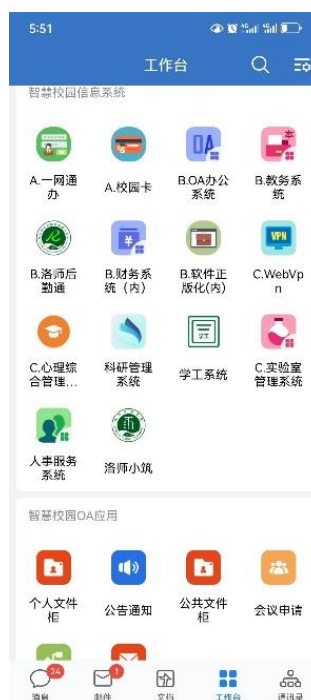 5:51
工作台
智慧校园信息系统
A.一网通
办
A.校园卡
B.OA办公
系统
B.教务系
统
B.洛师后
勤通
B.财务系
统（内）
B.软件正
版化(内)
C.WebVp
n
C.心理综
合管理...
科研管理
系统
学工系统
C.实验室
管理系统
人事服务
系统
洛师小筑
智慧校园OA应用
个人文件
柜
公告通知
公共文件
柜
会议申请
24
1
消息
邮件
文档
工作台
通讯录
OA
本
VPN
学工